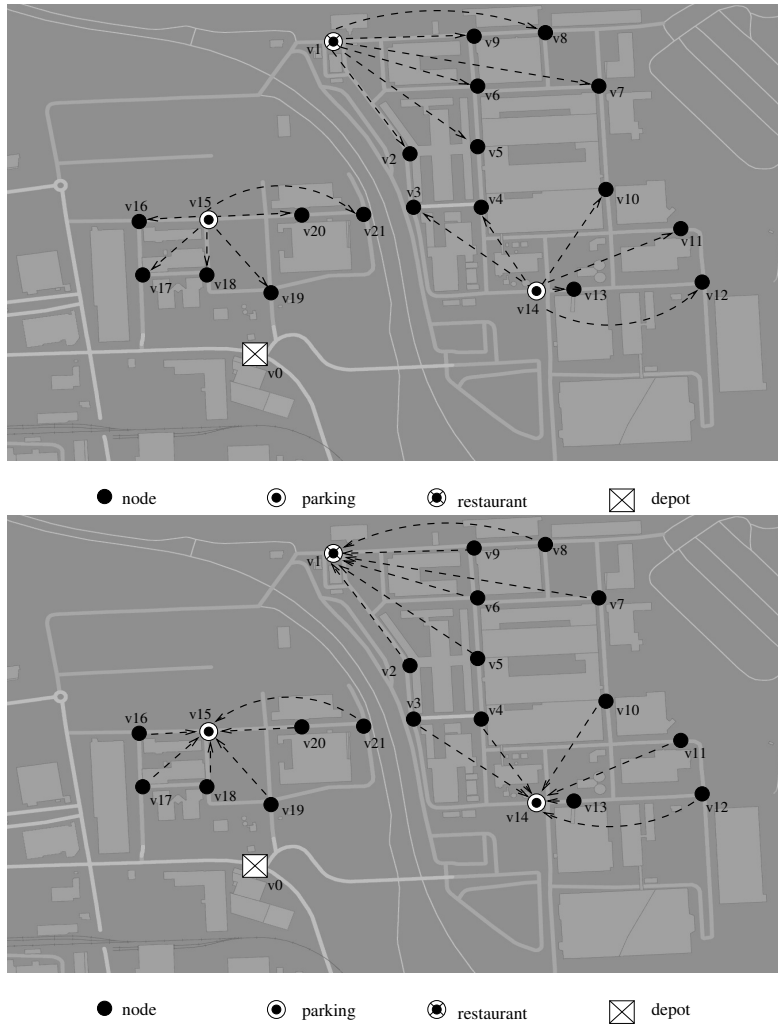 v1
v9
v8
v6
v7
v2
v5
v3
v4
v10
v15
v16
v20
v21
v11
v17
v18
v19
v13
v12
v14
v0
node parking restaurant depot
v1
v9
v8
v6
v7
v2
v5
v3
v4
v10
v15
v16
v20
v21
v11
v17
v18
v19
v13
v12
v14
v0
node parking restaurant depot